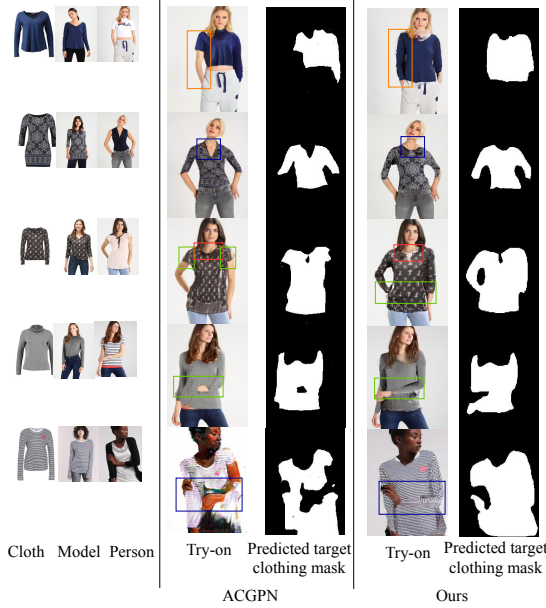 Cloth Model Person
Try-on
Predicted target
clothing mask
Try-on
Predicted target
clothing mask
ACGPN
Ours